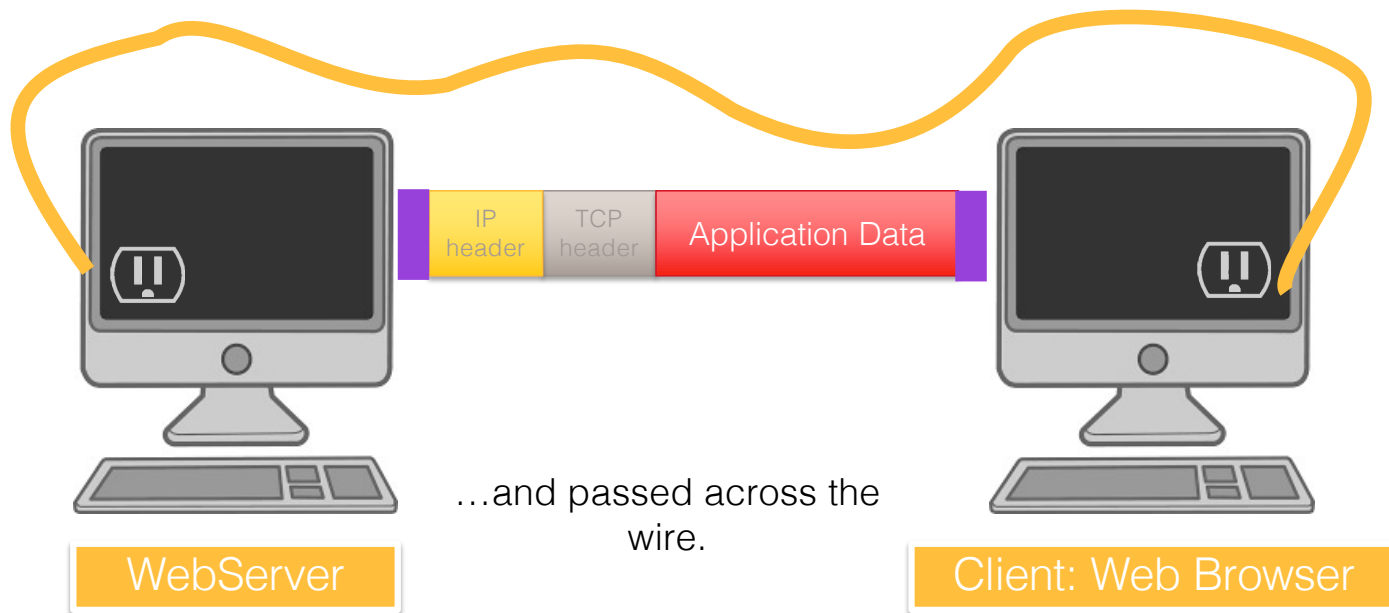 IP
header
TCP
header
Application Data
…and passed across the
wire.
WebServer
Client: Web Browser